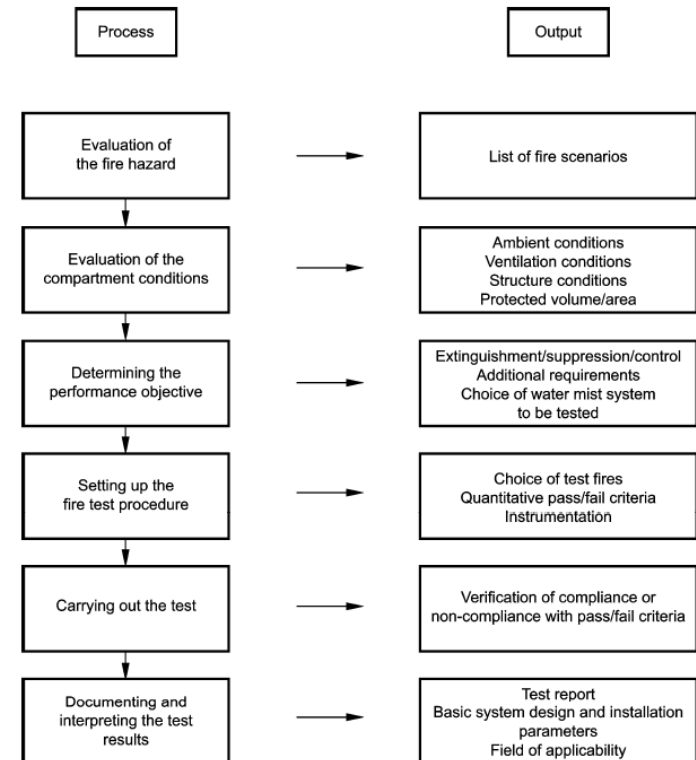 Process
Output
Evaluation of
the fire hazard
List of fire scenarios
Evaluation of the
compartment conditions
Ambient conditions
Ventilation conditions
Structure conditions
Protected volume/area
Determining the
performance objective
Extinguishment/suppression/control
Additional requirements
Choice of water mist system
to be tested
Setting up the
fire test procedure
Choice of test fires
Quantitative pass/fail criteria
Instrumentation
Carrying out the test
Verification of compliance or
non-compliance with pass/fail criteria
Documenting and
interpreting the test
results
Test report
Basic system design and installation
parameters
Field of applicability